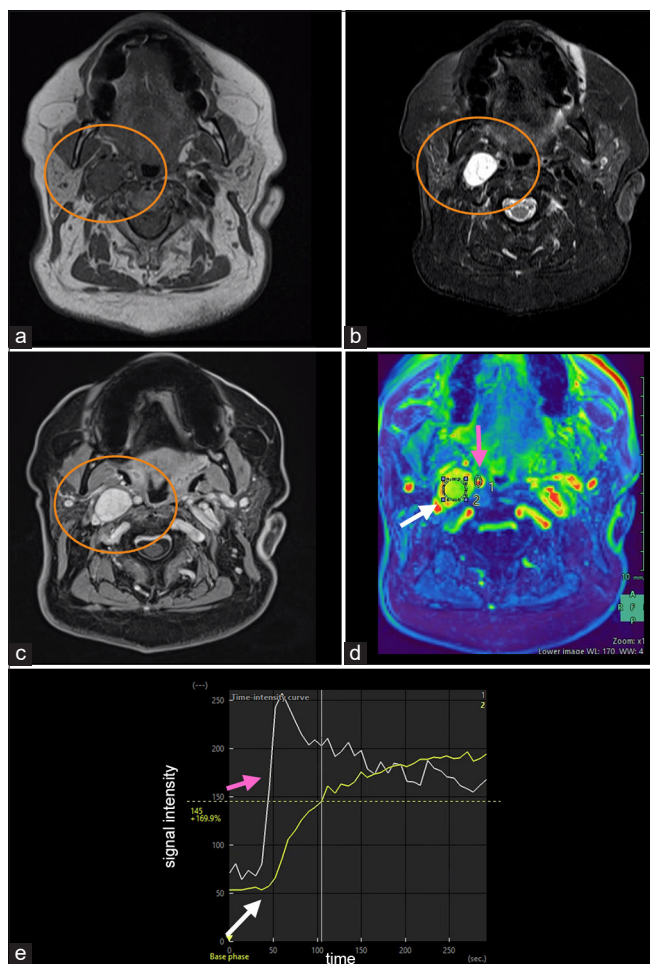 a
b
c
d
1
2
10 mm
A
R
F
P
Zoom: x1
Lower image WL: 170 WW: 4
(---)
Time-intensity curve
1
2
250
200
150
145
+169.9%
100
50
0
signal intensity
0
50
100
150
200
250
(sec.)
Base phase
time
e